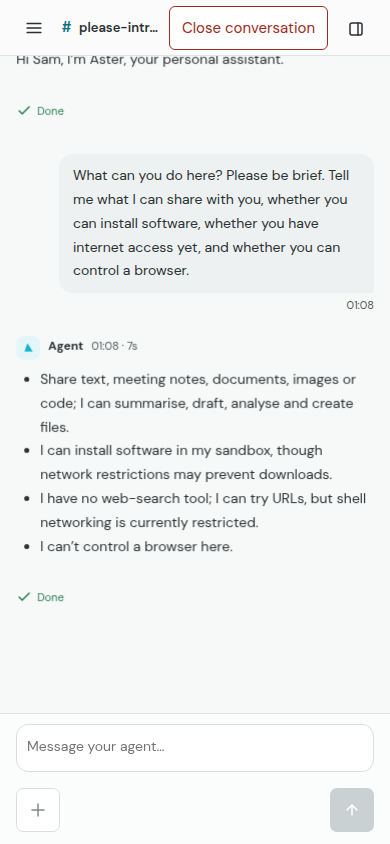 # please-intr...
Close conversation
Hi Sam, I'm Aster, your personal assistant.
Done
What can you do here? Please be brief. Tell
me what I can share with you, whether you
can install software, whether you have
internet access yet, and whether you can
control a browser.
01:08
Agent 01:08 · 7s
• Share text, meeting notes, documents, images or
code; I can summarise, draft, analyse and create
files.
• I can install software in my sandbox, though
network restrictions may prevent downloads.
• I have no web-search tool; I can try URLs, but shell
networking is currently restricted.
• I can't control a browser here.
Done
Message your agent...